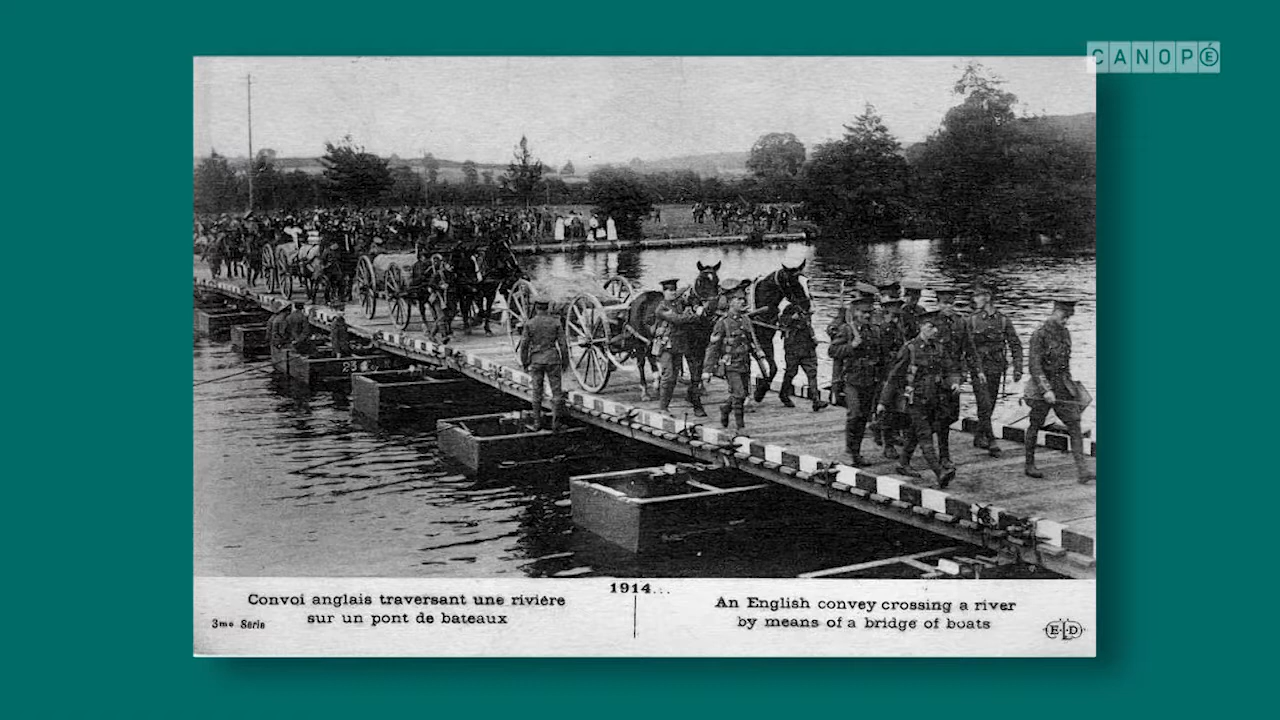 CANOPÉ
1914...
Convoi anglais traversant une rivière
sur un pont de bateaux
3me Série
An English convey crossing a river
by means of a bridge of boats
E.L.D
23